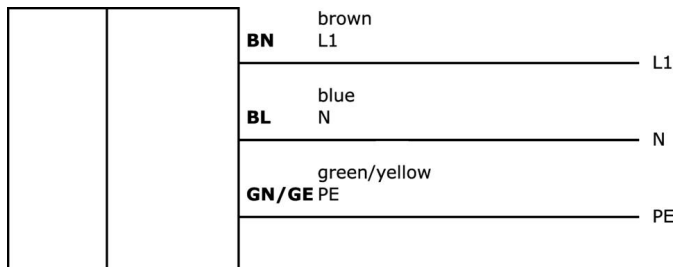 brown
BN L1
L1
blue
BL N
N
green/yellow
GN/GE PE
PE